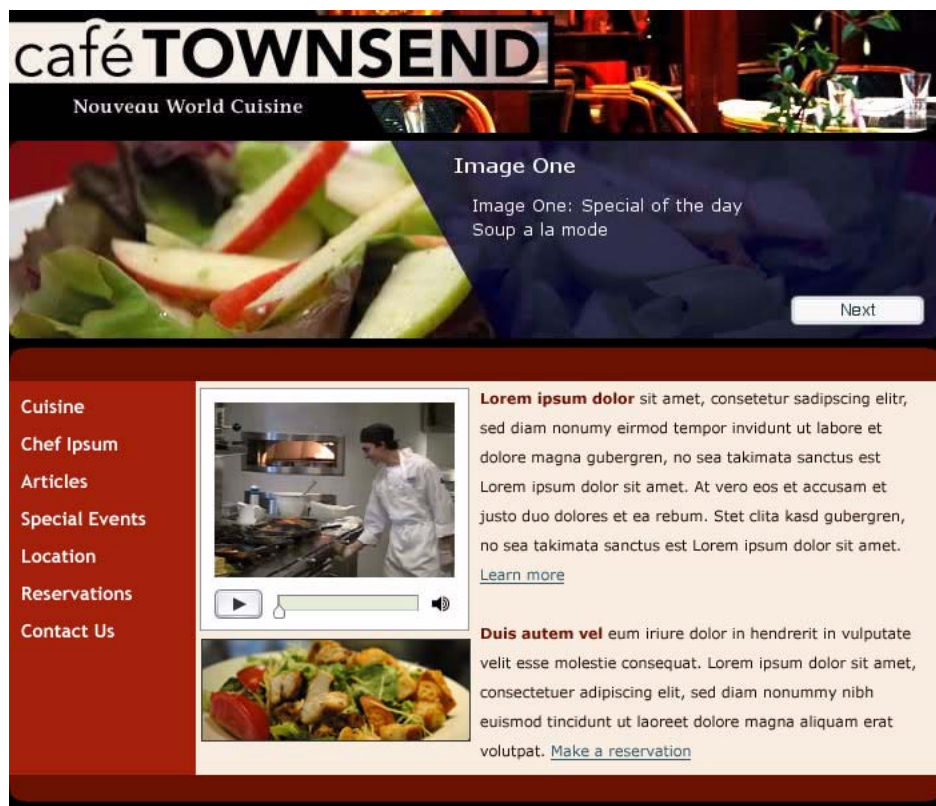 café TOWNSEND
Nouveau World Cuisine
Image One
Image One: Special of the day
Soup a la mode
Next
Cuisine
Chef Ipsum
Articles
Special Events
Location
Reservations
Contact Us
Lorem ipsum dolor sit amet, consetetur sadipscing elitr,
sed diam nonumy eirmod tempor invidunt ut labore et
dolore magna gubergren, no sea takimata sanctus est
Lorem ipsum dolor sit amet. At vero eos et accusam et
justo duo dolores et ea rebum. Stet clita kasd gubergren,
no sea takimata sanctus est Lorem ipsum dolor sit amet.
Learn more
Duis autem vel eum iriure dolor in hendrerit in vulputate
velit esse molestie consequat. Lorem ipsum dolor sit amet,
consectetuer adipiscing elit, sed diam nonummy nibh
euismod tincidunt ut laoreet dolore magna aliquam erat
volutpat. Make a reservation